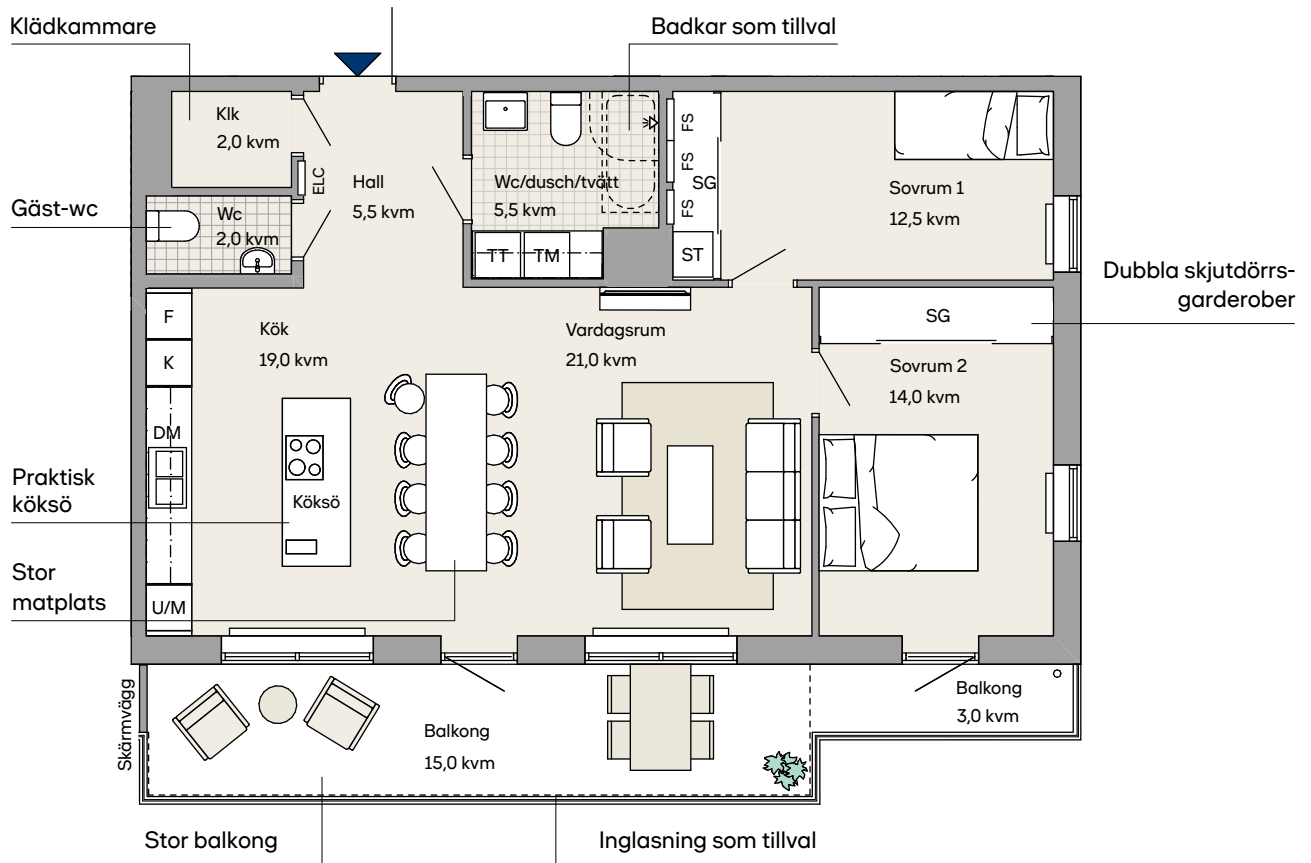 Klädkammare
Badkar som tillval
Klk
2,0 kvm
ELC
Hall
5,5 kvm
Wc/dusch/tvätt
5,5 kvm
FS
FS
FS
SG
ST
Sovrum 1
12,5 kvm
Gäst-wc
Wc
2,0 kvm
TT
TM
Dubbla skjutdörrs-
garderober
F
K
Kök
19,0 kvm
Vardagsrum
21,0 kvm
SG
Sovrum 2
14,0 kvm
DM
Praktisk
köksö
Köksö
Stor
matplats
U/M
Skärmvägg
Balkong
15,0 kvm
Balkong
3,0 kvm
Stor balkong
Inglasning som tillval